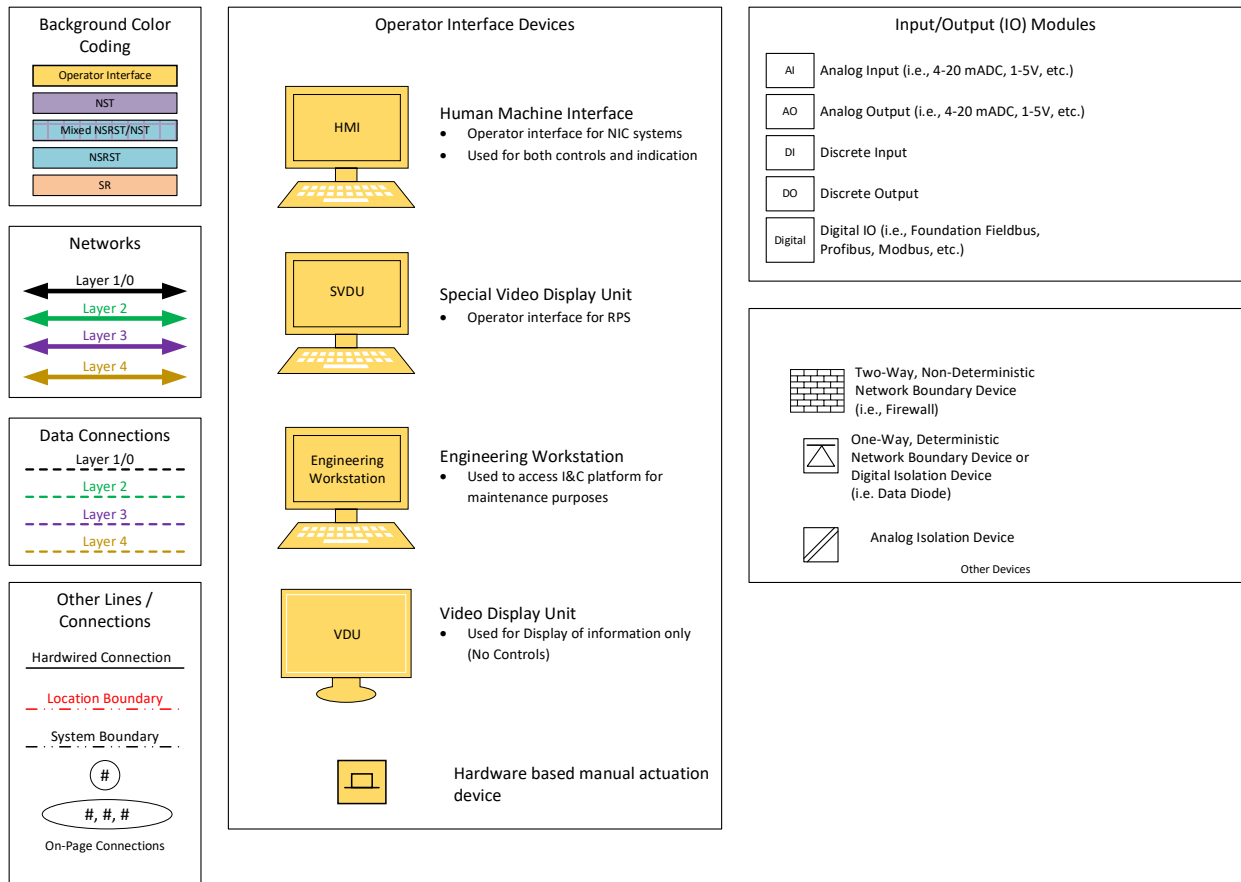 Background Color
Coding
Operator Interface
NST
Mixed NSRST/NST
NSRST
SR
Networks
Layer 1/0
Layer 2
Layer 3
Layer 4
Data Connections
Layer 1/0
Layer 2
Layer 3
Layer 4
Other Lines /
Connections
Hardwired Connection
Location Boundary
System Boundary
#
#, #, #
On-Page Connections
Operator Interface Devices
HMI
Human Machine Interface
• Operator interface for NIC systems
• Used for both controls and indication
SVDU
Special Video Display Unit
• Operator interface for RPS
Engineering
Workstation
Engineering Workstation
• Used to access I&C platform for
maintenance purposes
VDU
Video Display Unit
• Used for Display of information only
(No Controls)
Hardware based manual actuation
device
Input/Output (IO) Modules
AI Analog Input (i.e., 4-20 mADC, 1-5V, etc.)
AO Analog Output (i.e., 4-20 mADC, 1-5V, etc.)
DI Discrete Input
DO Discrete Output
Digital Digital IO (i.e., Foundation Fieldbus,
Profibus, Modbus, etc.)
Two-Way, Non-Deterministic
Network Boundary Device
(i.e., Firewall)
One-Way, Deterministic
Network Boundary Device or
Digital Isolation Device
(i.e. Data Diode)
Analog Isolation Device
Other Devices